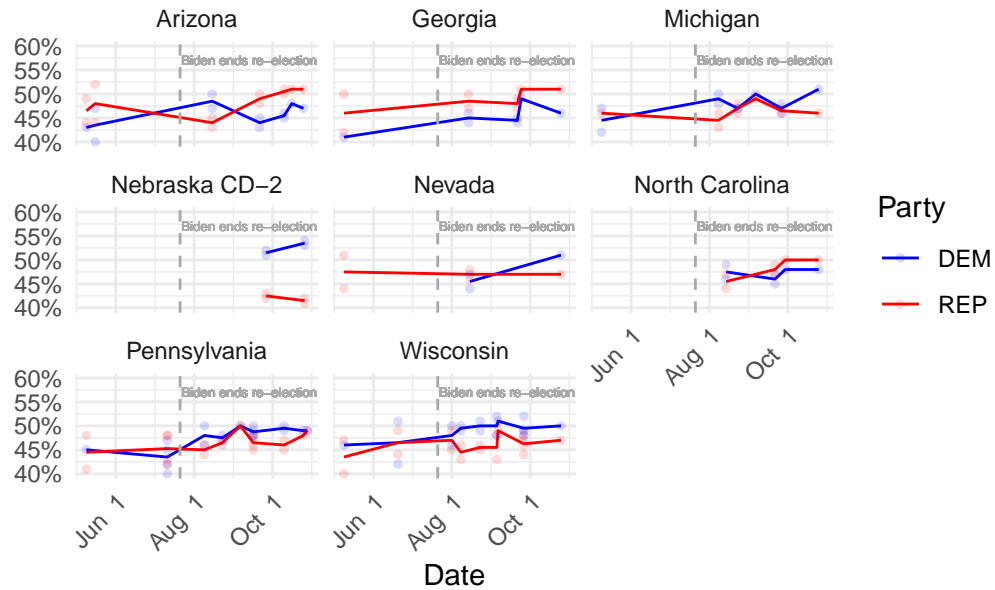 Arizona
Georgia
Michigan
60%
55%
50%
45%
40%
Biden ends re−election
Biden ends re−election
Biden ends re−election
Nebraska CD−2
Nevada
North Carolina
60%
55%
50%
45%
40%
Biden ends re−election
Biden ends re−election
Biden ends re−election
Party
DEM
REP
Pennsylvania
Wisconsin
60%
55%
50%
45%
40%
Biden ends re−election
Biden ends re−election
Jun 1
Aug 1
Oct 1
Jun 1
Aug 1
Oct 1
Jun 1
Aug 1
Oct 1
Date